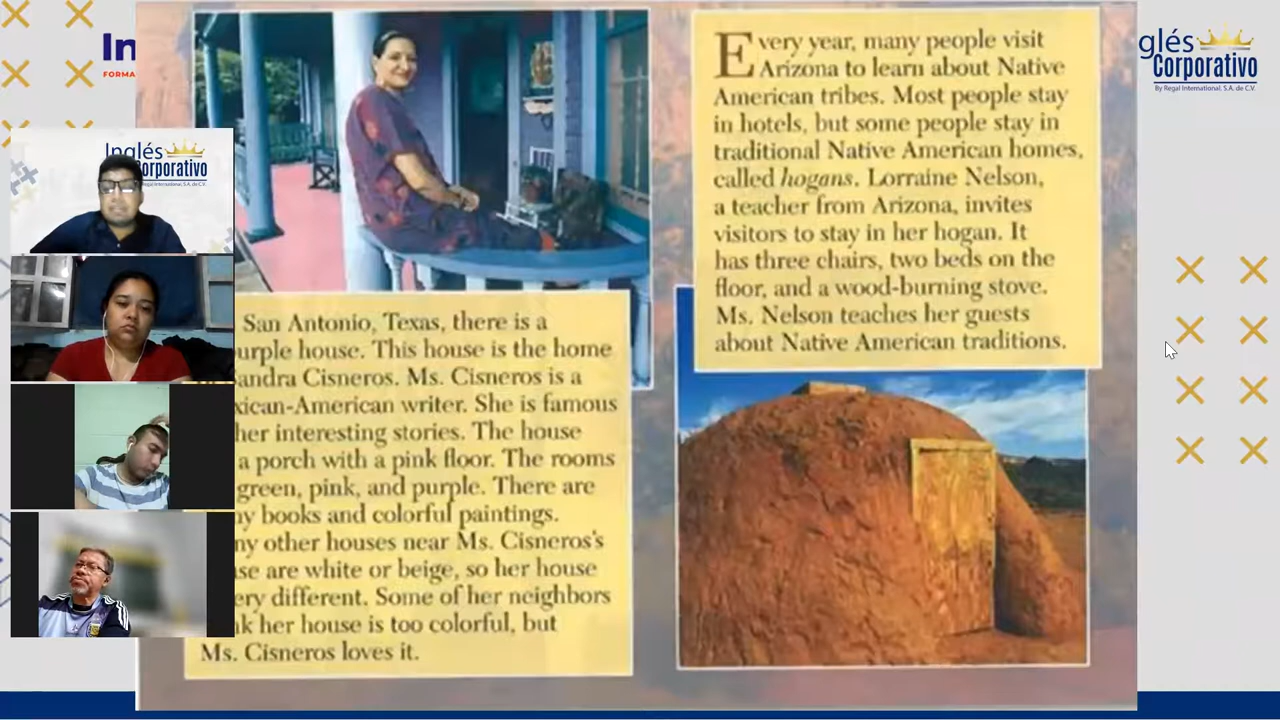 In
FORMA
glés
Corporativo
By Regal International, S.A. de C.V.
Inglés
orporativo
San Antonio, Texas, there is a
urple house. This house is the home
andra Cisneros. Ms. Cisneros is a
xican-American writer. She is famous
her interesting stories. The house
a porch with a pink floor. The rooms
green, pink, and purple. There are
ny books and colorful paintings.
ny other houses near Ms. Cisneros's
se are white or beige, so her house
ery different. Some of her neighbors
k her house is too colorful, but
Ms. Cisneros loves it.
Every year, many people visit
Arizona to learn about Native
American tribes. Most people stay
in hotels, but some people stay in
traditional Native American homes,
called hogans. Lorraine Nelson,
a teacher from Arizona, invites
visitors to stay in her hogan. It
has three chairs, two beds on the
floor, and a wood-burning stove.
Ms. Nelson teaches her guests
about Native American traditions.